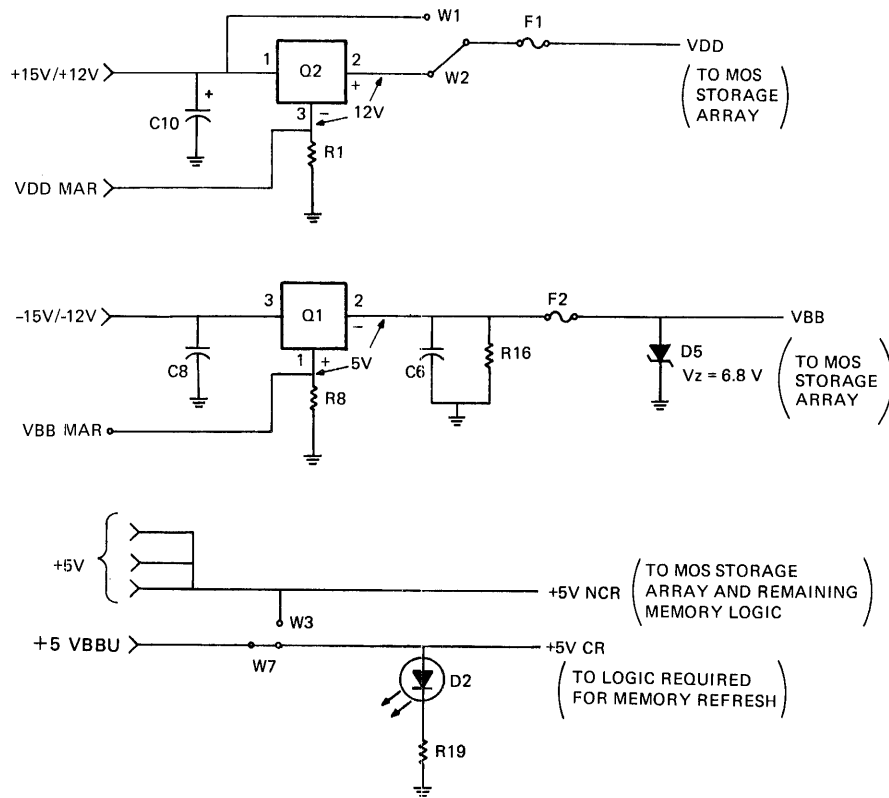 W1
F1
1
Q2
2
+15V/+12V
+
W2
VDD
+
C10
3
−
12V
(TO MOS
STORAGE
ARRAY)
R1
VDD MAR
F2
3
Q1
2
-15V/-12V
−
VBB
C8
1
+
5V
C6
R16
D5
Vz = 6.8 V
(TO MOS
STORAGE
ARRAY)
R8
VBB MAR
+5V
+5V NCR
(TO MOS STORAGE
ARRAY AND REMAINING
MEMORY LOGIC)
W3
+5 VBBU
W7
+5V CR
D2
(TO LOGIC REQUIRED
FOR MEMORY REFRESH)
R19